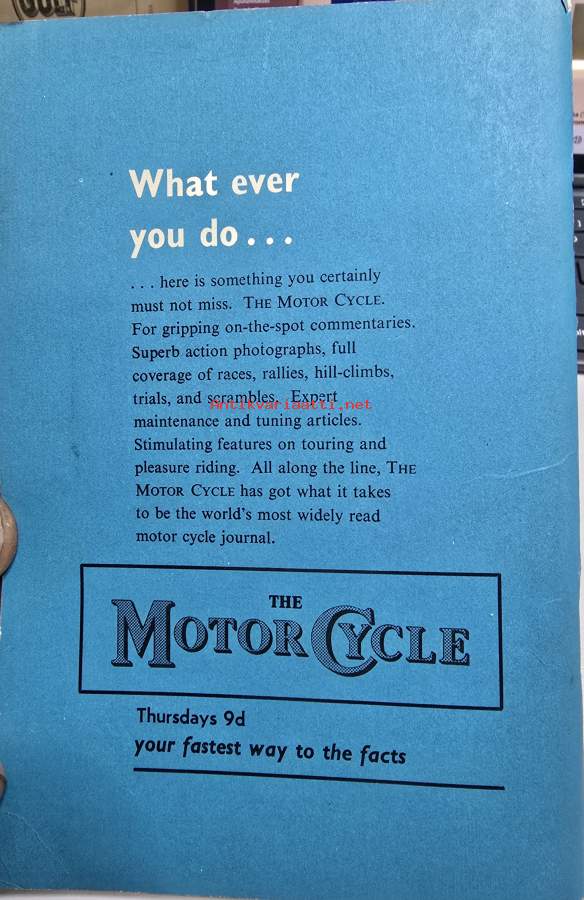 What ever
you do . . .
. . . here is something you certainly
must not miss. THE MOTOR CYCLE.
For gripping on-the-spot commentaries.
Superb action photographs, full
coverage of races, rallies, hill-climbs,
trials, and scrambles. Expert
Antikvariaatti.net
maintenance and tuning articles.
Stimulating features on touring and
pleasure riding. All along the line, THE
MOTOR CYCLE has got what it takes
to be the world's most widely read
motor cycle journal.
THE
MOTOR CYCLE
Thursdays 9d
your fastest way to the facts